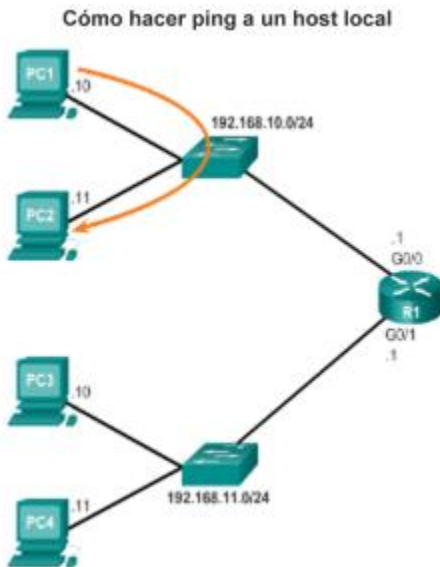 Cómo hacer ping a un host local
PC1
.10
192.168.10.0/24
.11
PC2
.1
G0/0
R1
G0/1
.1
PC3
.10
.11
PC4
192.168.11.0/24